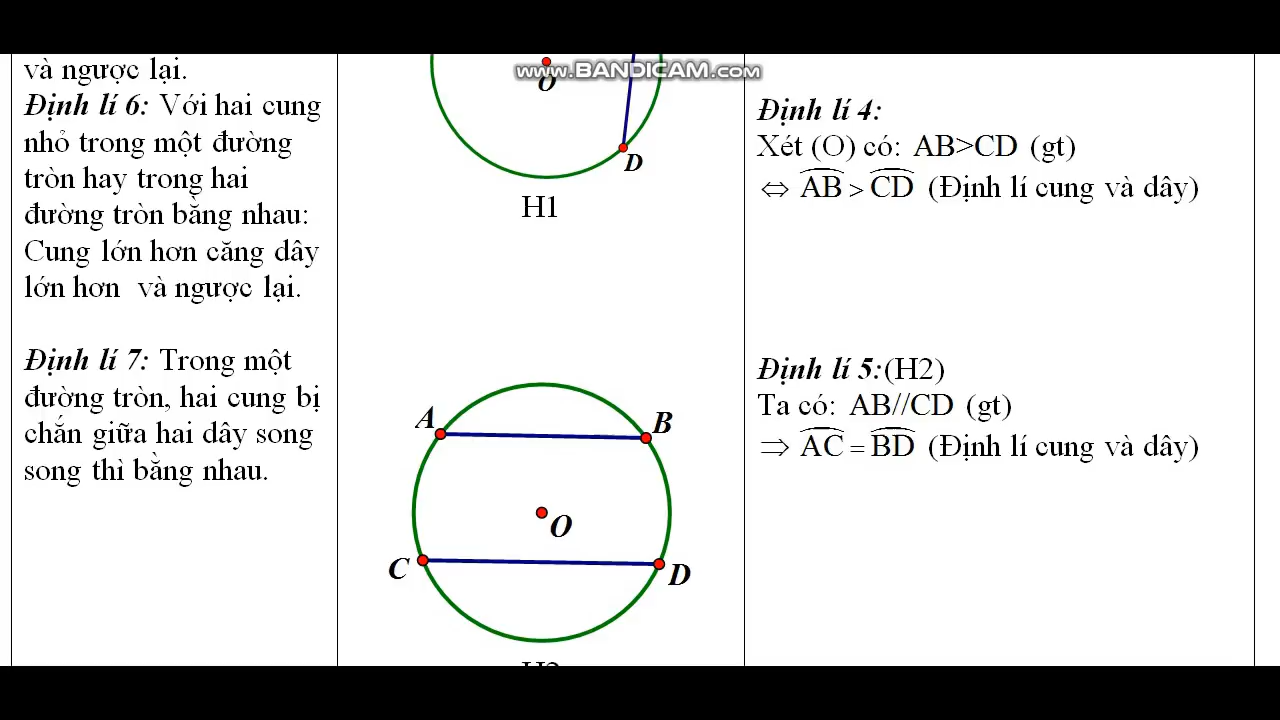 và ngược lại.
Định lí 6: Với hai cung
nhỏ trong một đường
tròn hay trong hai
đường tròn bằng nhau:
Cung lớn hơn căng dây
lớn hơn và ngược lại.
Định lí 7: Trong một
đường tròn, hai cung bị
chắn giữa hai dây song
song thì bằng nhau.
www.BANDICAM.com
O
D
H1
A
B
O
C
D
Định lí 4:
Xét (O) có: AB>CD (gt)
⇔ AB > CD (Định lí cung và dây)
Định lí 5:(H2)
Ta có: AB//CD (gt)
⇒ AC = BD (Định lí cung và dây)